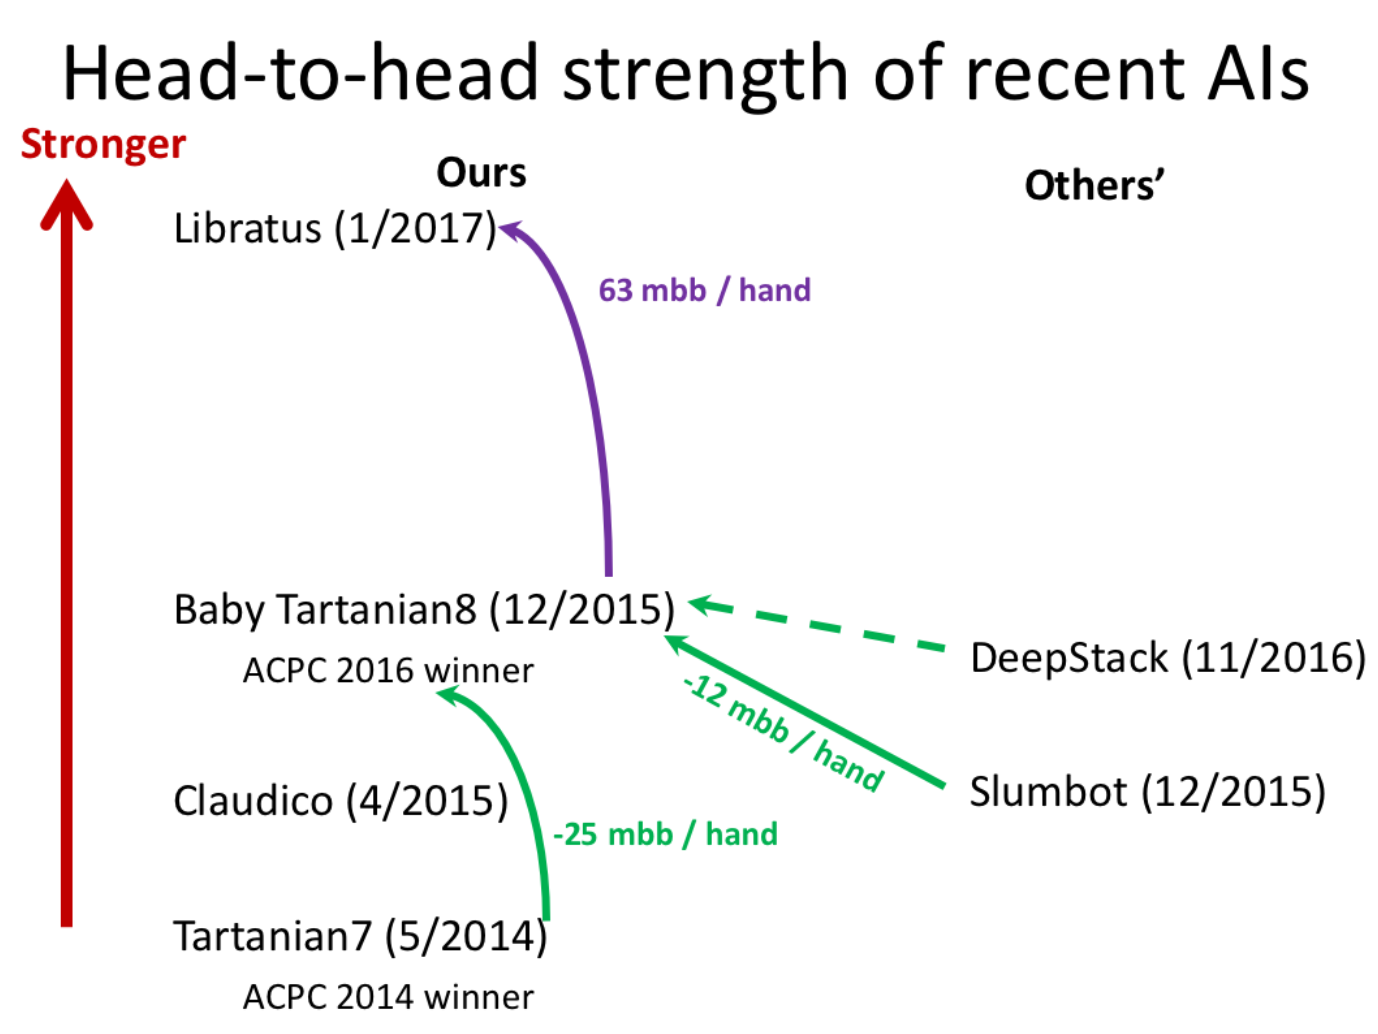 Head-to-head strength of recent AIs
Stronger
Ours
Others’
Libratus (1/2017)
63 mbb / hand
Baby Tartanian8 (12/2015)
ACPC 2016 winner
DeepStack (11/2016)
-12 mbb / hand
Slumbot (12/2015)
Claudico (4/2015)
-25 mbb / hand
Tartanian7 (5/2014)
ACPC 2014 winner